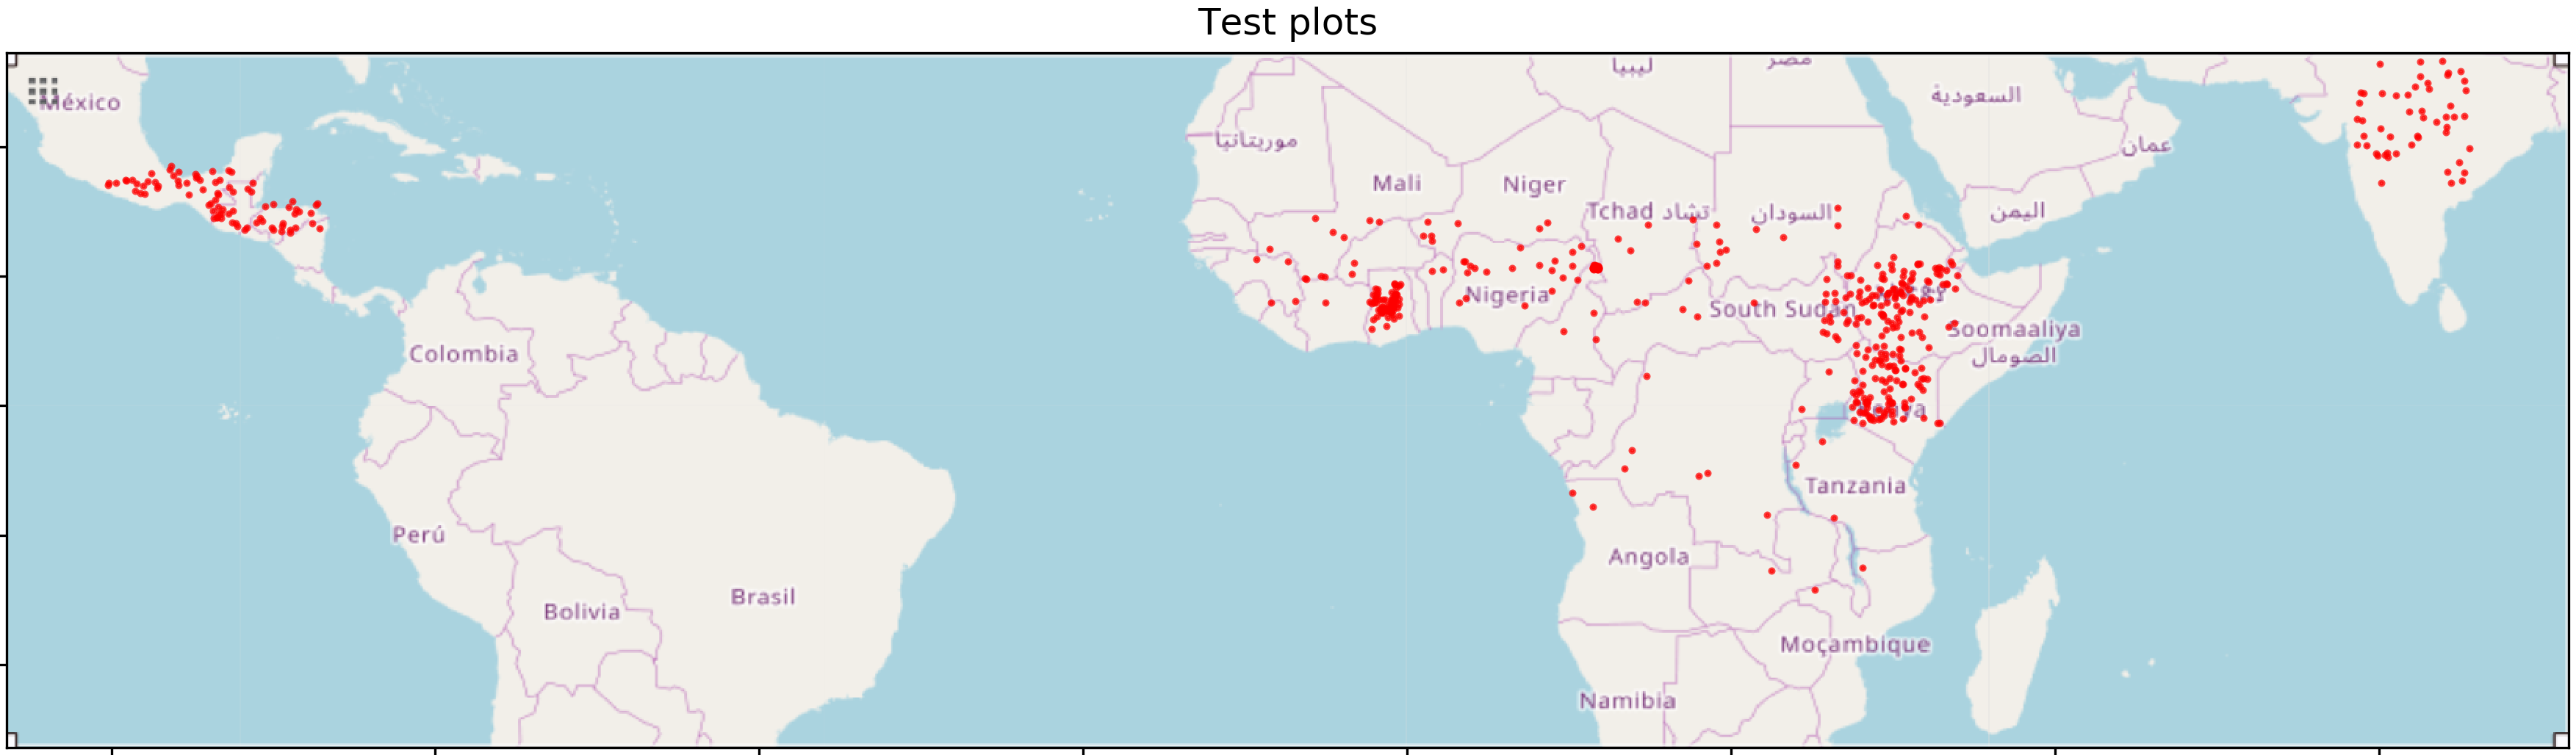 Test plots
ليبيا
مصر
México
السعودية
موريتانيا
عمان
Mali
Niger
Tchad تشاد
السودان
اليمن
Nigeria
South Sudan
Soomaaliya
الصومال
Colombia
Kenya
Tanzania
Perú
Angola
Bolivia
Brasil
Moçambique
Namibia